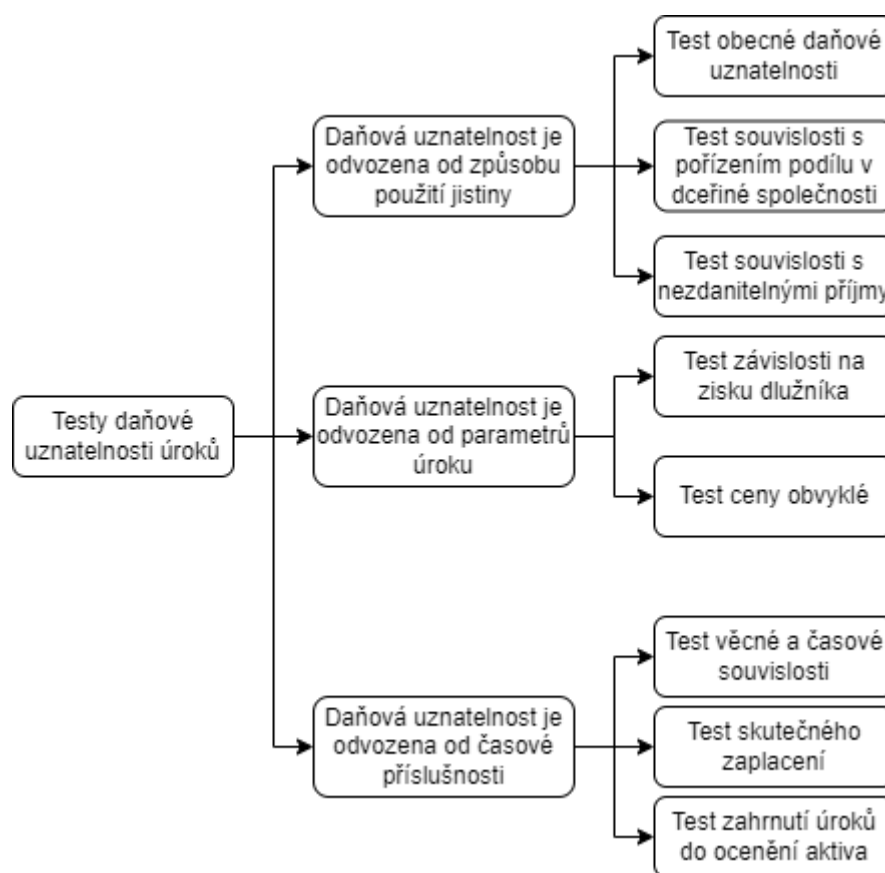 Testy daňové
uznatelnosti úroků
Daňová uznatelnost je
odvozena od způsobu
použití jistiny
Test obecné daňové
uznatelnosti
Test souvislosti s
pořízením podílu v
dceřiné společnosti
Test souvislosti s
nezdanitelnými příjmy
Daňová uznatelnost je
odvozena od parametrů
úroku
Test závislosti na
zisku dlužníka
Test ceny obvyklé
Daňová uznatelnost je
odvozena od časové
příslušnosti
Test věcné a časové
souvislosti
Test skutečného
zaplacení
Test zahrnutí úroků
do ocenění aktiva